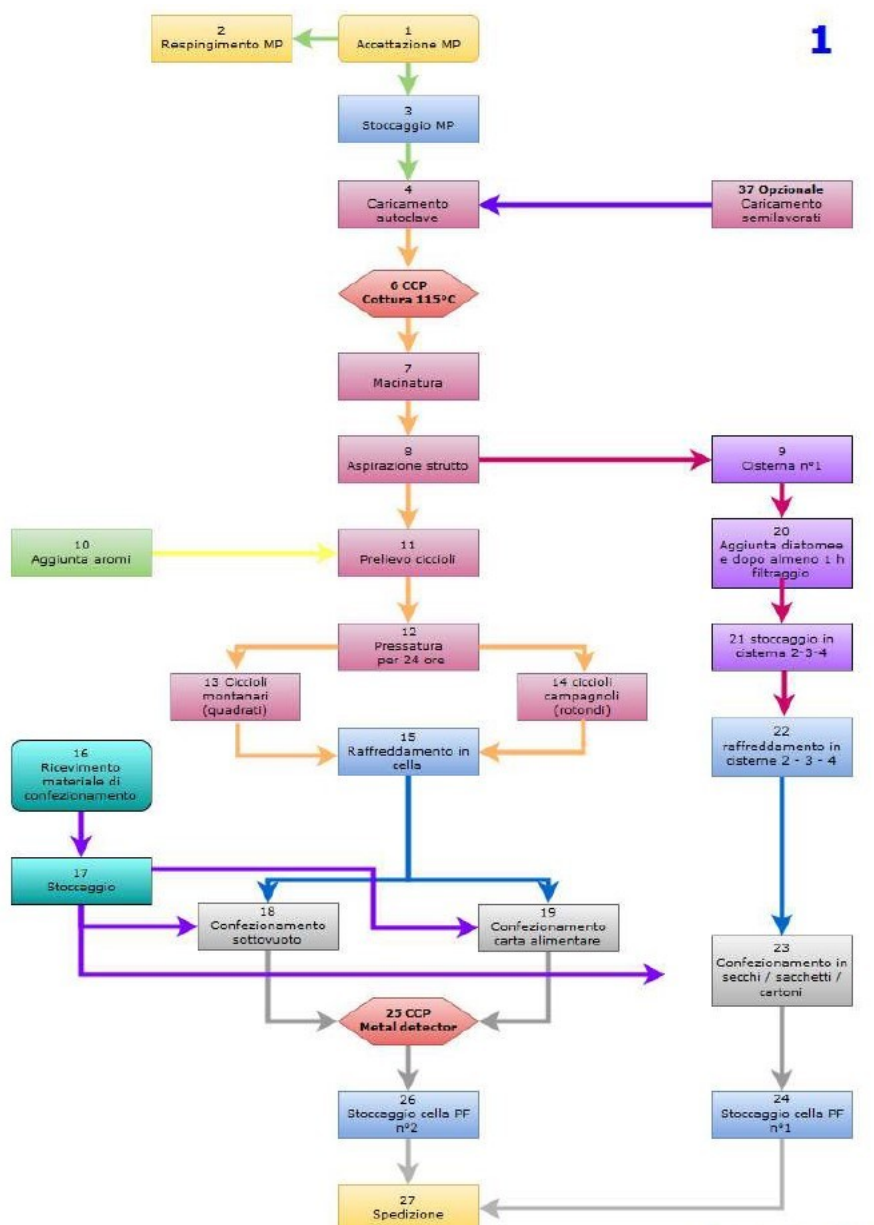 1
2
Respingimento MP
1
Accettazione MP
3
Stoccaggio MP
4
Caricamento
autoclave
37 Opzionale
Caricamento
semilavorati
6 CCP
Cottura 115°C
7
Macinatura
8
Aspirazione strutto
9
Cisterna n°1
10
Aggiunta aromi
11
Prelievo ciccioli
20
Aggiunta diatomee
e dopo almeno 1 h
filtraggio
12
Pressatura
per 24 ore
21 stoccaggio in
cisterna 2-3-4
13 Ciccioli
montanari
(quadrati)
14 ciccioli
campagnoli
(rotondi)
15
Raffreddamento in
cella
22
raffreddamento in
cisterne 2 - 3 - 4
16
Ricevimento
materiale di
confezionamento
17
Stoccaggio
18
Confezionamento
sottovuoto
19
Confezionamento
carta alimentare
23
Confezionamento in
secchi / sacchetti /
cartoni
25 CCP
Metal detector
26
Stoccaggio cella PF
n°2
24
Stoccaggio cella PF
n°1
27
Spedizione